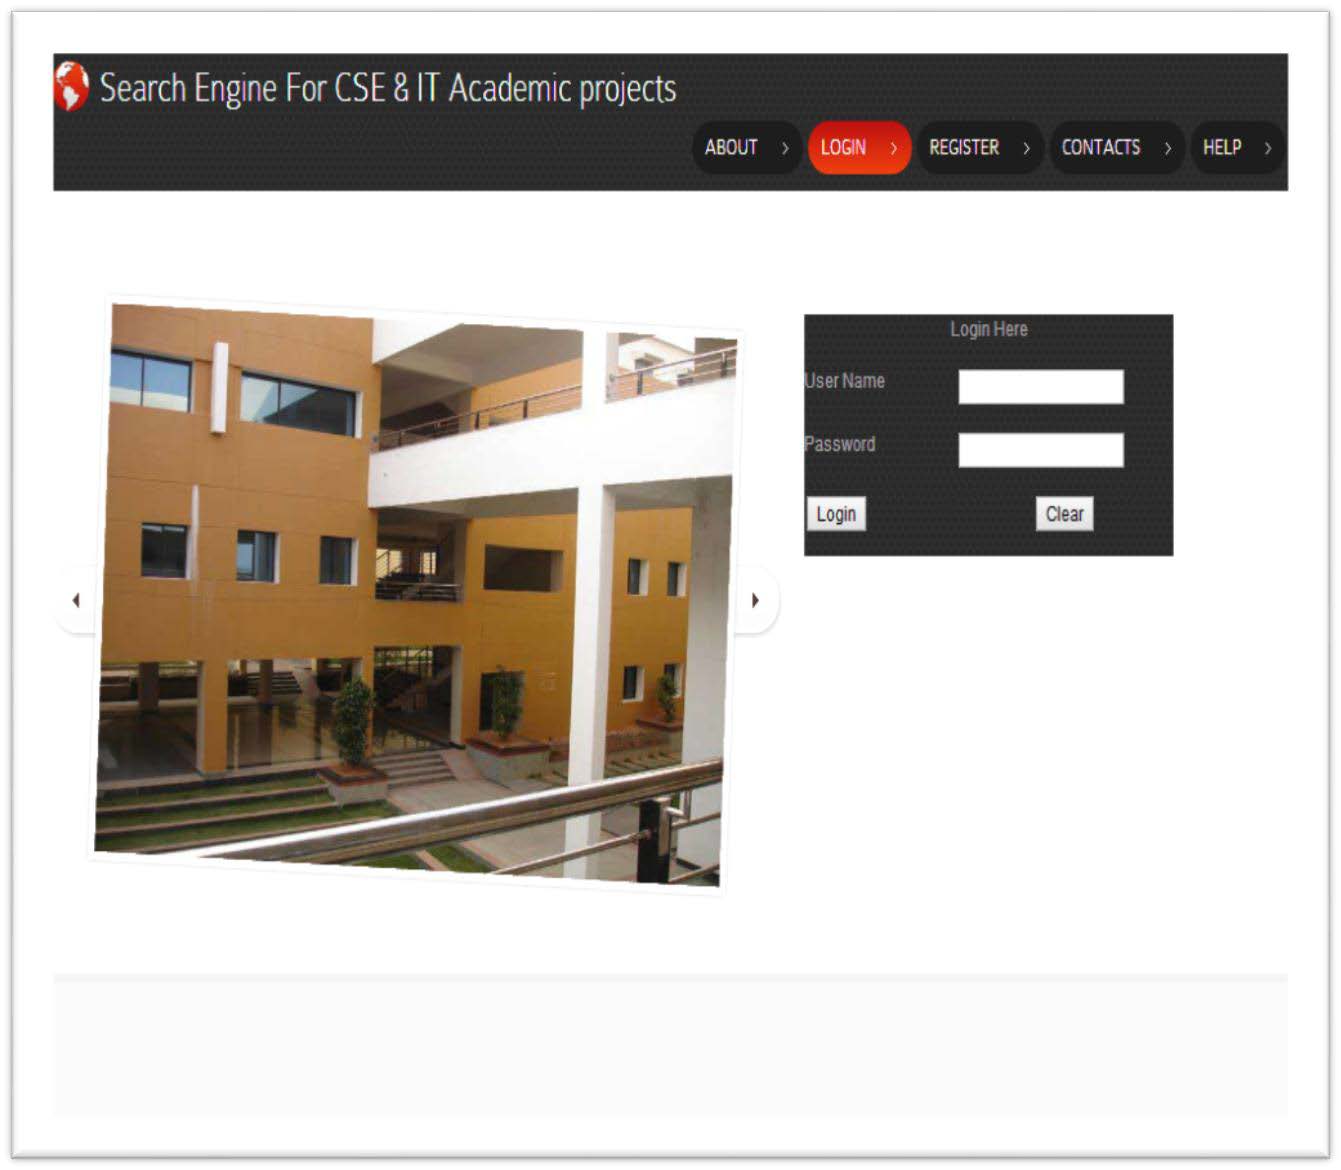 Search Engine For CSE & IT Academic projects
ABOUT LOGIN REGISTER CONTACTS HELP
Login Here
User Name
Password
Login Clear